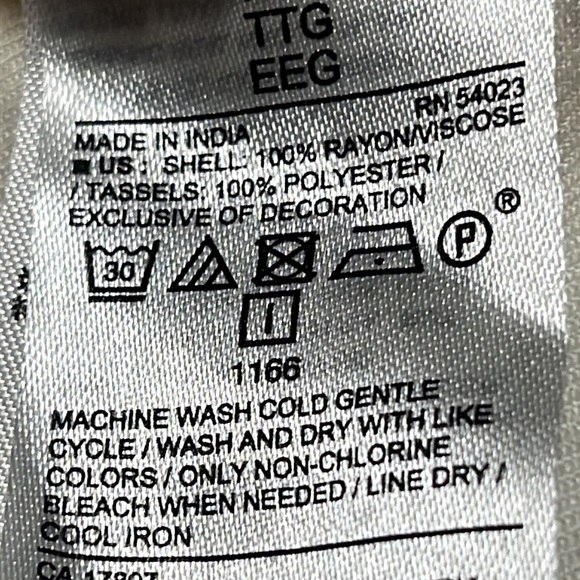 TTG
EEG
RN 54023
MADE IN INDIA
US : SHELL: 100% RAYON/VISCOSE
/ TASSELS: 100% POLYESTER /
EXCLUSIVE OF DECORATION
30 P ®
1166
MACHINE WASH COLD GENTLE
CYCLE / WASH AND DRY WITH LIKE
COLORS / ONLY NON-CHLORINE
BLEACH WHEN NEEDED / LINE DRY /
COOL IRON
CA 17897